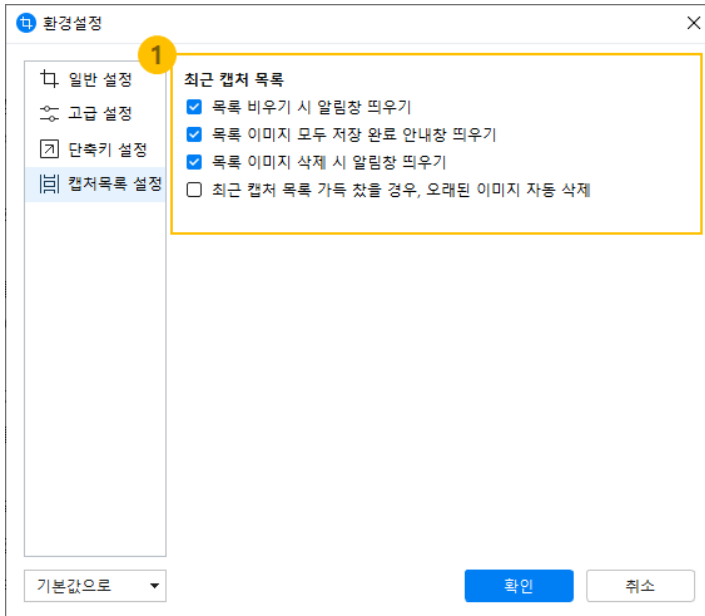 환경설정
1
일반 설정
고급 설정
단축키 설정
캡처목록 설정
최근 캡처 목록
목록 비우기 시 알림창 띄우기
목록 이미지 모두 저장 완료 안내창 띄우기
목록 이미지 삭제 시 알림창 띄우기
최근 캡처 목록 가득 찼을 경우, 오래된 이미지 자동 삭제
기본값으로
확인
취소